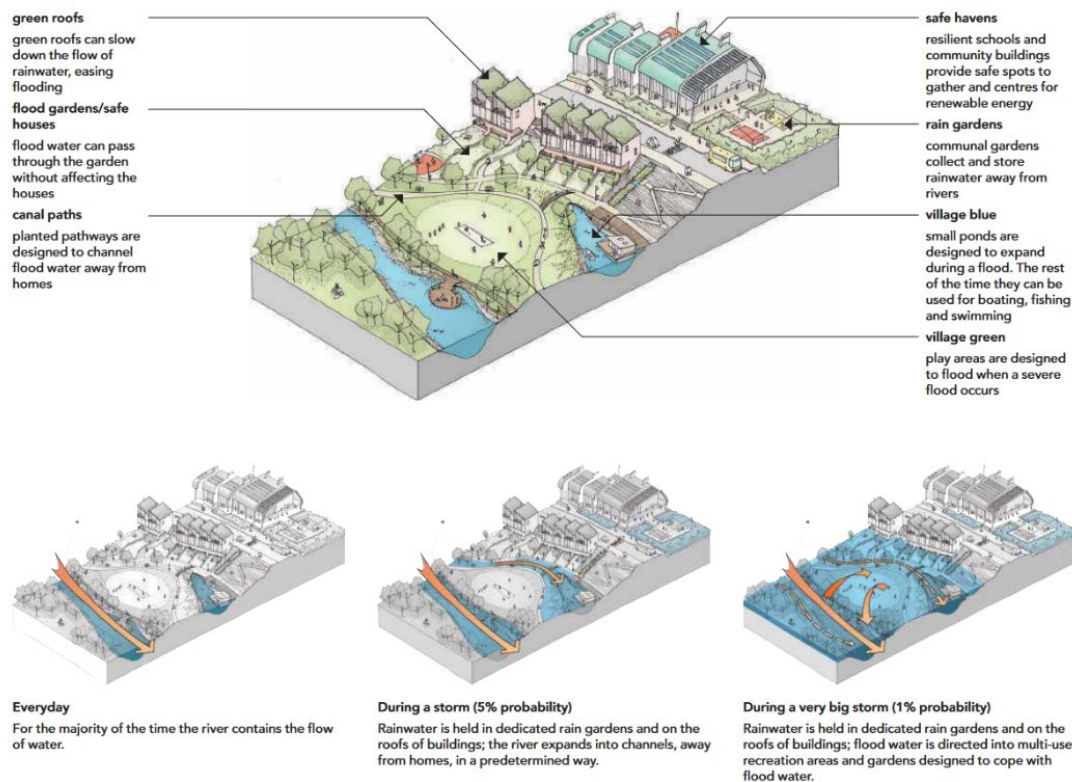 green roofs
green roofs can slow
down the flow of
rainwater, easing
flooding
flood gardens/safe
houses
flood water can pass
through the garden
without affecting the
houses
canal paths
planted pathways are
designed to channel
flood water away from
homes
safe havens
resilient schools and
community buildings
provide safe spots to
gather and centres for
renewable energy
rain gardens
communal gardens
collect and store
rainwater away from
rivers
village blue
small ponds are
designed to expand
during a flood. The rest
of the time they can be
used for boating, fishing
and swimming
village green
play areas are designed
to flood when a severe
flood occurs
Everyday
For the majority of the time the river contains the flow
of water.
During a storm (5% probability)
Rainwater is held in dedicated rain gardens and on the
roofs of buildings; the river expands into channels, away
from homes, in a predetermined way.
During a very big storm (1% probability)
Rainwater is held in dedicated rain gardens and on the
roofs of buildings; flood water is directed into multi-use
recreation areas and gardens designed to cope with
flood water.